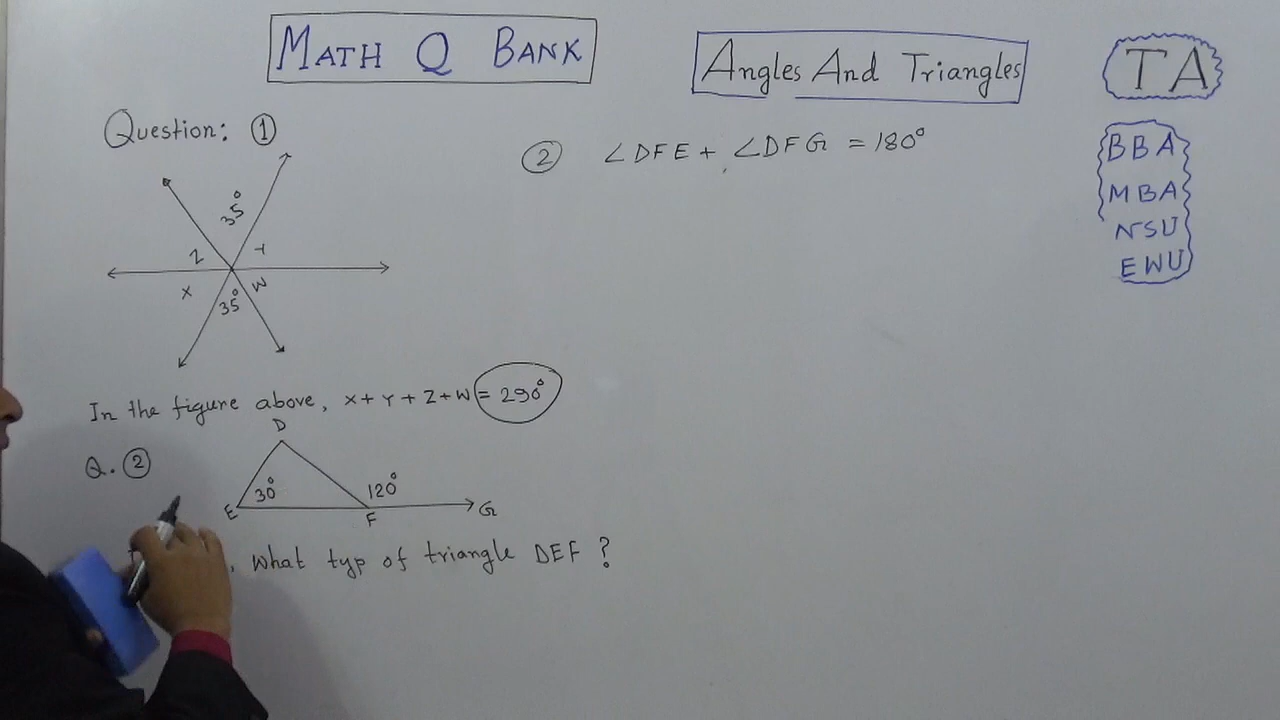 MATH Q BANK
Angles And Triangles
TA
BBA
MBA
NSU
EWU
Question: ①
35°
Z
Y
X
35°
W
In the figure above, X+Y+Z+W = 290°
Q. ②
D
30°
120°
E
F
G
, What typ of triangle DEF ?
② ∠DFE + ∠DFG = 180°